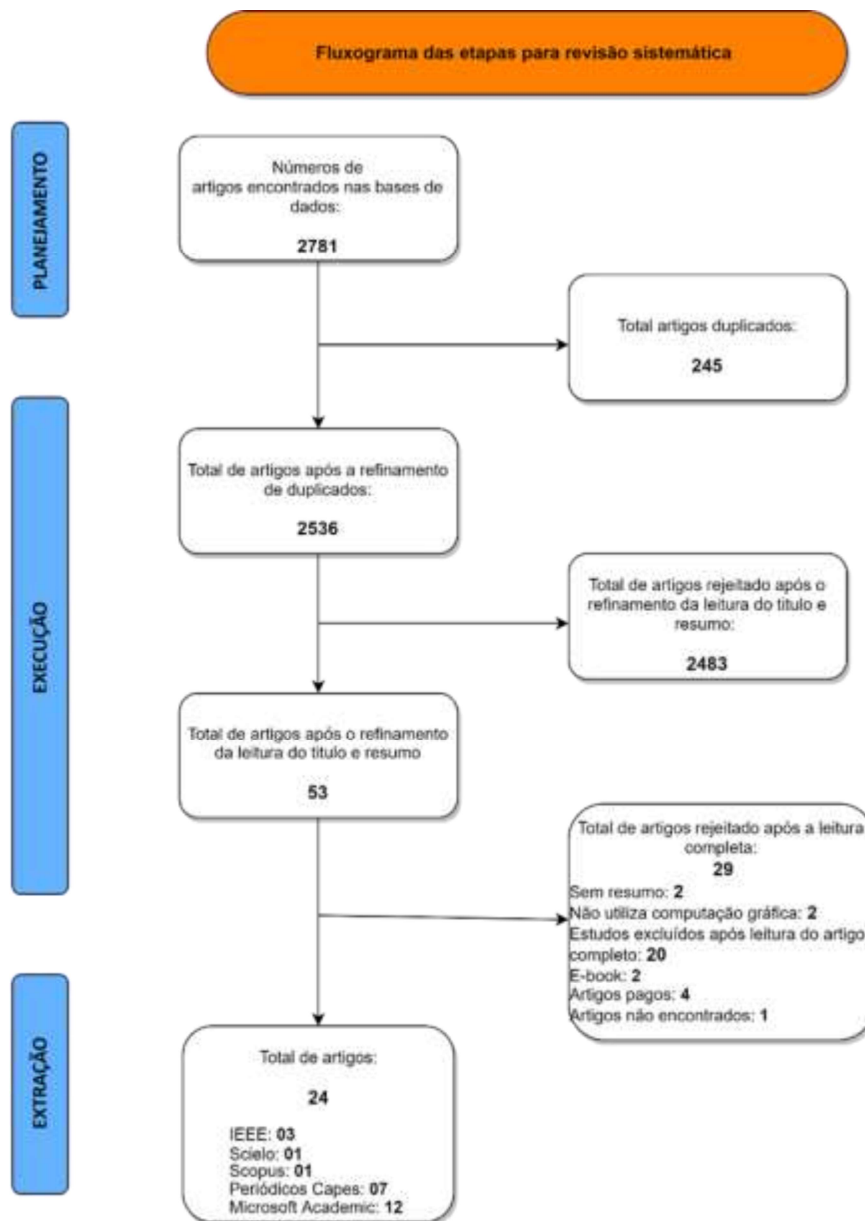 Fluxograma das etapas para revisão sistemática
PLANEJAMENTO
Números de
artigos encontrados nas bases de
dados:
2781
Total artigos duplicados:
245
EXECUÇÃO
Total de artigos após a refinamento
de duplicados:
2536
Total de artigos rejeitado após o
refinamento da leitura do titulo e
resumo:
2483
Total de artigos após o refinamento
da leitura do titulo e resumo
53
Total de artigos rejeitado após a leitura
completa:
29
Sem resumo: 2
Não utiliza computação gráfica: 2
Estudos excluídos após leitura do artigo
completo: 20
E-book: 2
Artigos pagos: 4
Artigos não encontrados: 1
EXTRAÇÃO
Total de artigos:
24
IEEE: 03
Scielo: 01
Scopus: 01
Periódicos Capes: 07
Microsoft Academic: 12